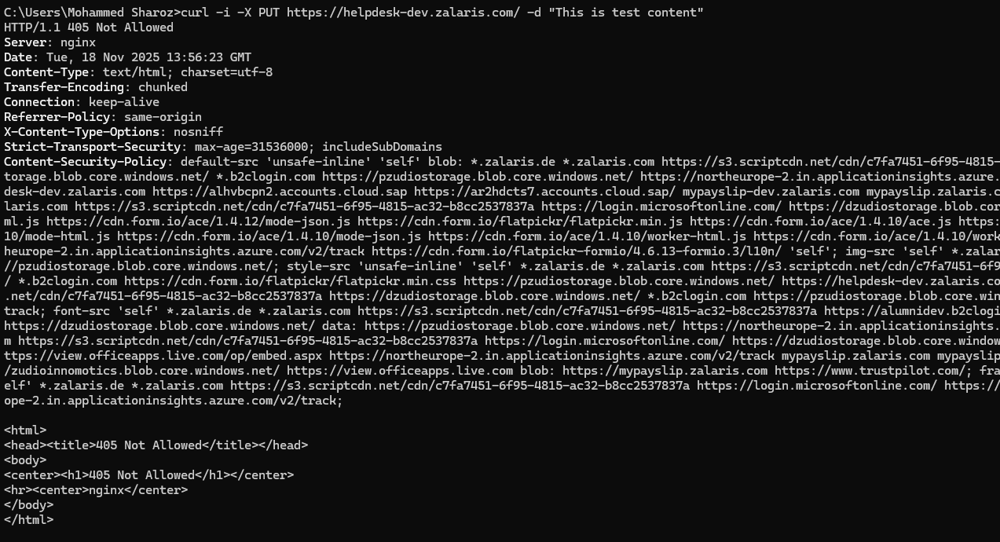 C:\Users\Mohammed Sharoz>curl -i -X PUT https://helpdesk-dev.zalaris.com/ -d "This is test content"
HTTP/1.1 405 Not Allowed
Server: nginx
Date: Tue, 18 Nov 2025 13:56:23 GMT
Content-Type: text/html; charset=utf-8
Transfer-Encoding: chunked
Connection: keep-alive
Referrer-Policy: same-origin
X-Content-Type-Options: nosniff
Strict-Transport-Security: max-age=31536000; includeSubDomains
Content-Security-Policy: default-src 'unsafe-inline' 'self' blob: *.zalaris.de *.zalaris.com https://s3.scriptcdn.net/cdn/c7fa7451-6f95-4815-
torage.blob.core.windows.net/ *.b2clogin.com https://pzudiostorage.blob.core.windows.net/ https://northeurope-2.in.applicationinsights.azure.
desk-dev.zalaris.com https://alhvbcpn2.accounts.cloud.sap https://ar2hdcts7.accounts.cloud.sap/ mypayslip-dev.zalaris.com mypayslip.zalaris.c
laris.com https://s3.scriptcdn.net/cdn/c7fa7451-6f95-4815-ac32-b8cc2537837a https://login.microsoftonline.com/ https://dzudiostorage.blob.cor
ml.js https://cdn.form.io/ace/1.4.12/mode-json.js https://cdn.form.io/flatpickr/flatpickr.min.js https://cdn.form.io/ace/1.4.10/ace.js https:
10/mode-html.js https://cdn.form.io/ace/1.4.10/mode-json.js https://cdn.form.io/ace/1.4.10/worker-html.js https://cdn.form.io/ace/1.4.10/work
heurope-2.in.applicationinsights.azure.com/v2/track https://cdn.form.io/flatpickr-formio/4.6.13-formio.3/l10n/ 'self'; img-src 'self' *.zalar
//pzudiostorage.blob.core.windows.net/; style-src 'unsafe-inline' 'self' *.zalaris.de *.zalaris.com https://s3.scriptcdn.net/cdn/c7fa7451-6f9
/ *.b2clogin.com https://cdn.form.io/flatpickr/flatpickr.min.css https://pzudiostorage.blob.core.windows.net/ https://helpdesk-dev.zalaris.co
.net/cdn/c7fa7451-6f95-4815-ac32-b8cc2537837a https://dzudiostorage.blob.core.windows.net/ *.b2clogin.com https://pzudiostorage.blob.core.win
track; font-src 'self' *.zalaris.de *.zalaris.com https://s3.scriptcdn.net/cdn/c7fa7451-6f95-4815-ac32-b8cc2537837a https://alumnidev.b2clogi
https://dzudiostorage.blob.core.windows.net/ data: https://pzudiostorage.blob.core.windows.net/ https://northeurope-2.in.applicationinsights.
m https://s3.scriptcdn.net/cdn/c7fa7451-6f95-4815-ac32-b8cc2537837a https://login.microsoftonline.com/ https://dzudiostorage.blob.core.window
ttps://view.officeapps.live.com/op/embed.aspx https://northeurope-2.in.applicationinsights.azure.com/v2/track mypayslip.zalaris.com mypayslip
/zudioinnomotics.blob.core.windows.net/ https://view.officeapps.live.com blob: https://mypayslip.zalaris.com https://www.trustpilot.com/; fra
elf' *.zalaris.de *.zalaris.com https://s3.scriptcdn.net/cdn/c7fa7451-6f95-4815-ac32-b8cc2537837a https://login.microsoftonline.com/ https://
ope-2.in.applicationinsights.azure.com/v2/track;
<html>
<head><title>405 Not Allowed</title></head>
<body>
<center><h1>405 Not Allowed</h1></center>
<hr><center>nginx</center>
</body>
</html>